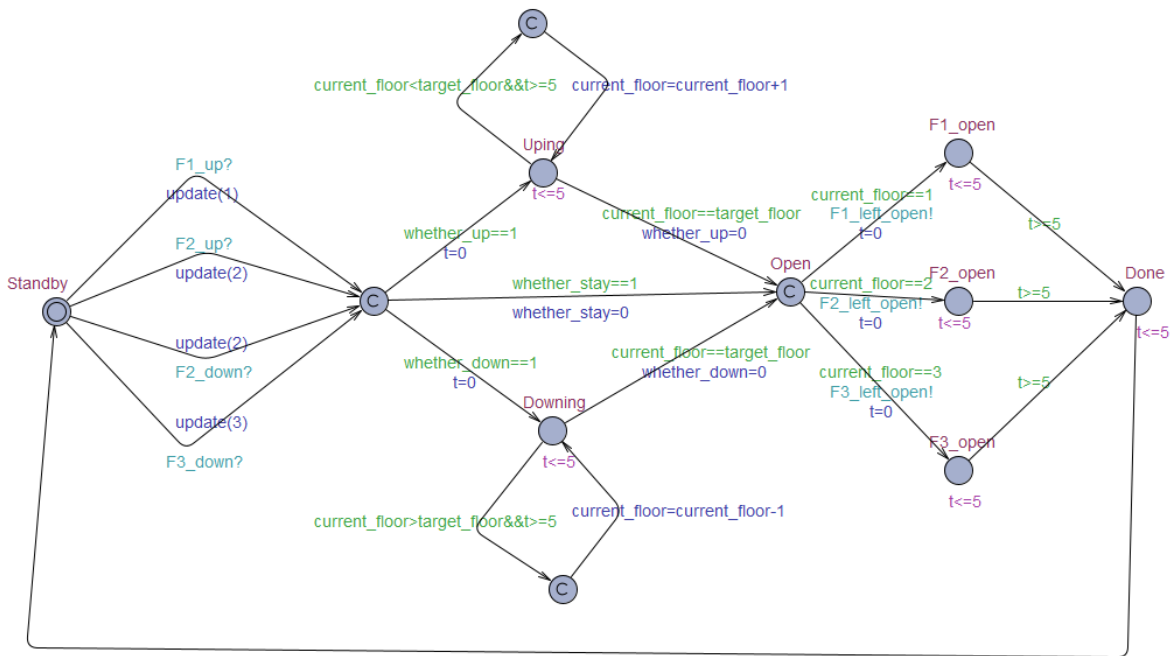 C
current_floor<target_floor&&t>=5
current_floor=current_floor+1
Uping
t<=5
F1_up?
update(1)
F2_up?
update(2)
update(2)
F2_down?
update(3)
F3_down?
Standby
C
whether_up==1
t=0
whether_stay==1
whether_stay=0
whether_down==1
t=0
current_floor==target_floor
whether_up=0
current_floor==target_floor
whether_down=0
Downing
t<=5
current_floor>target_floor&&t>=5
current_floor=current_floor-1
C
Open
C
F1_open
t<=5
current_floor==1
F1_left_open!
t=0
F2_open
current_floor==2
F2_left_open!
t=0
t<=5
current_floor==3
F3_left_open!
t=0
F3_open
t<=5
t>=5
t>=5
t>=5
Done
t<=5